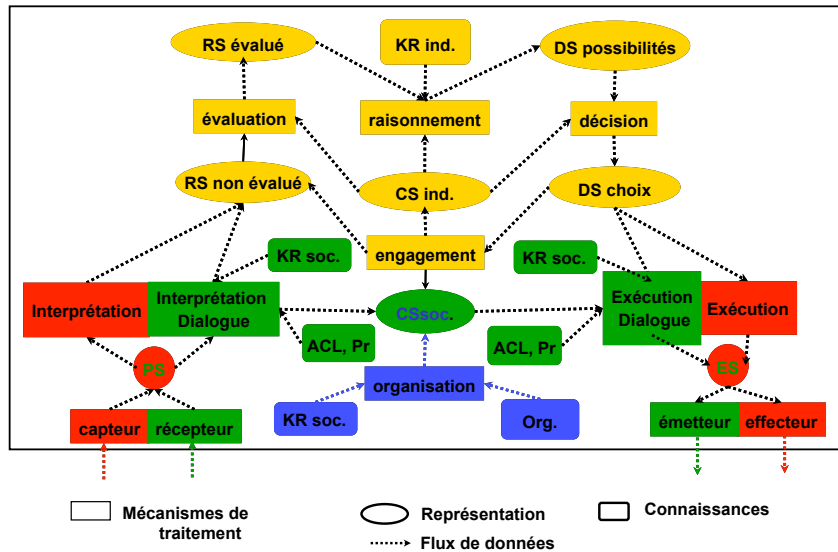 RS évalué
KR ind.
DS possibilités
évaluation
raisonnement
décision
RS non évalué
CS ind.
DS choix
KR soc.
engagement
KR soc.
Interprétation
Interprétation
Dialogue
CSsoc.
Exécution
Dialogue
Exécution
ACL, Pr
ACL, Pr
PS
ES
organisation
capteur
récepteur
KR soc.
Org.
émetteur
effecteur
Mécanismes de
traitement
Représentation
Connaissances
Flux de données